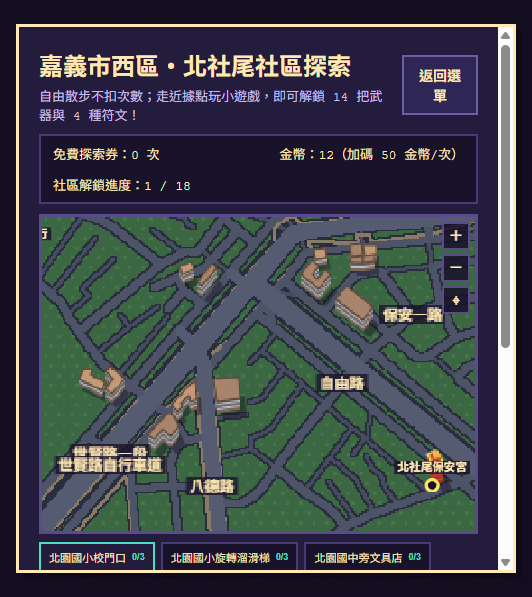 嘉義市西區・北社尾社區探索
返回選
單
自由散步不扣次數；走近據點玩小遊戲，即可解鎖 14 把武
器與 4 種符文！
免費探索券：0 次
金幣：12（加碼 50 金幣/次）
社區解鎖進度：1 / 18
+
−
保安一路
自由路
世賢路一段
世賢路自行車道
北社尾保安宮
八德路
北園國小校門口 0/3
北園國小旋轉溜滑梯 0/3
北園國中旁文具店 0/3